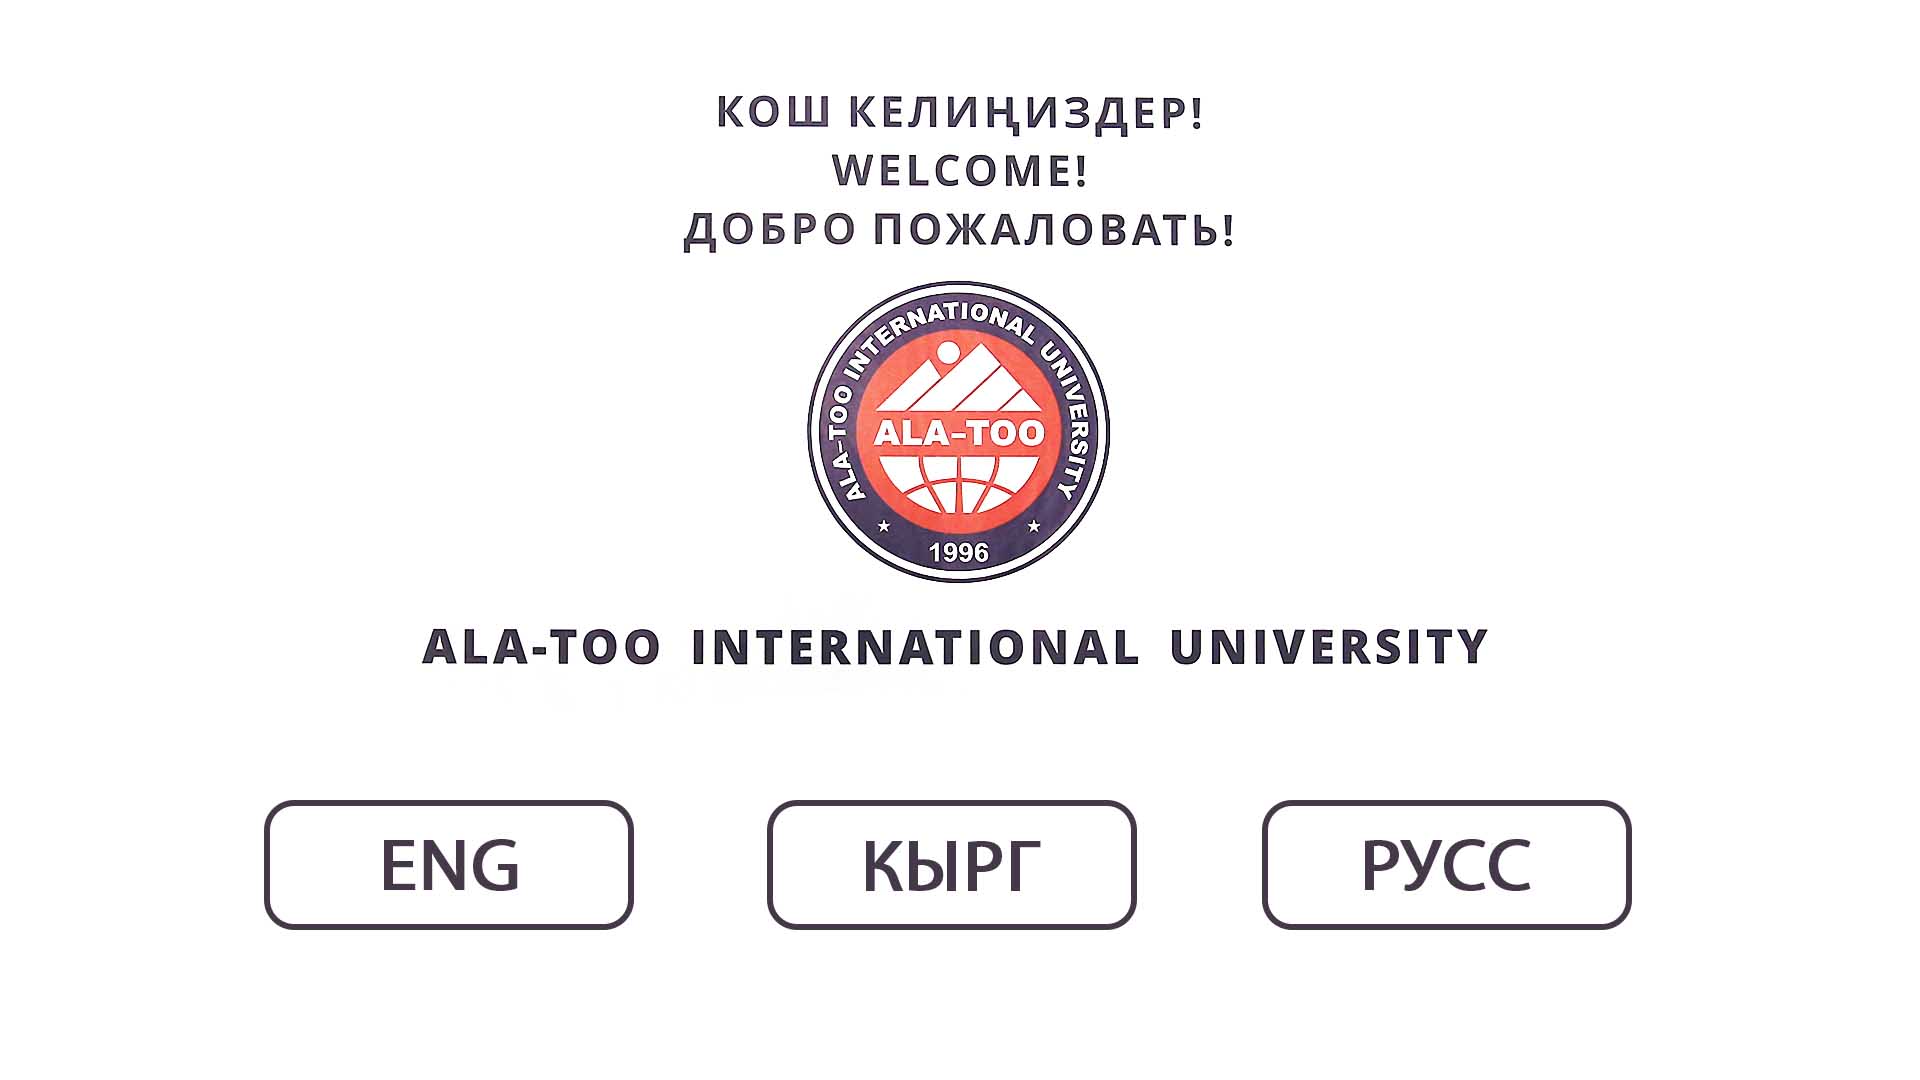 КОШ КЕЛИҢИЗДЕР!
WELCOME!
ДОБРО ПОЖАЛОВАТЬ!
ALA-TOO INTERNATIONAL UNIVERSITY
ALA-TOO
1996
ALA-TOO INTERNATIONAL UNIVERSITY
ENG
КЫРГ
РУСС